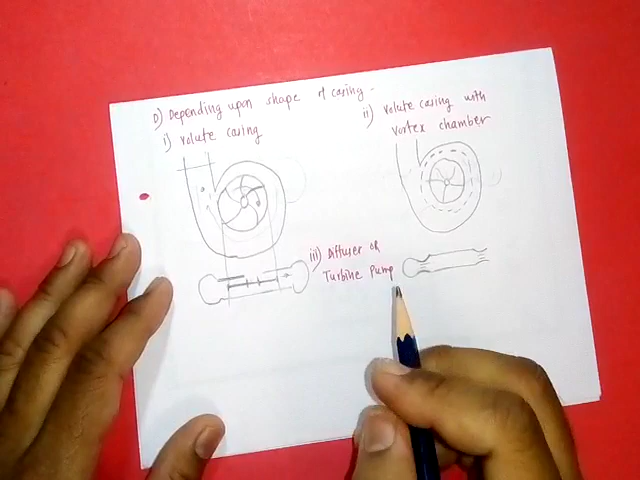 D) Depending upon shape of casing -
i) Volute casing
ii) Volute casing with
Vortex chamber
iii) Diffuser or
Turbine Pump